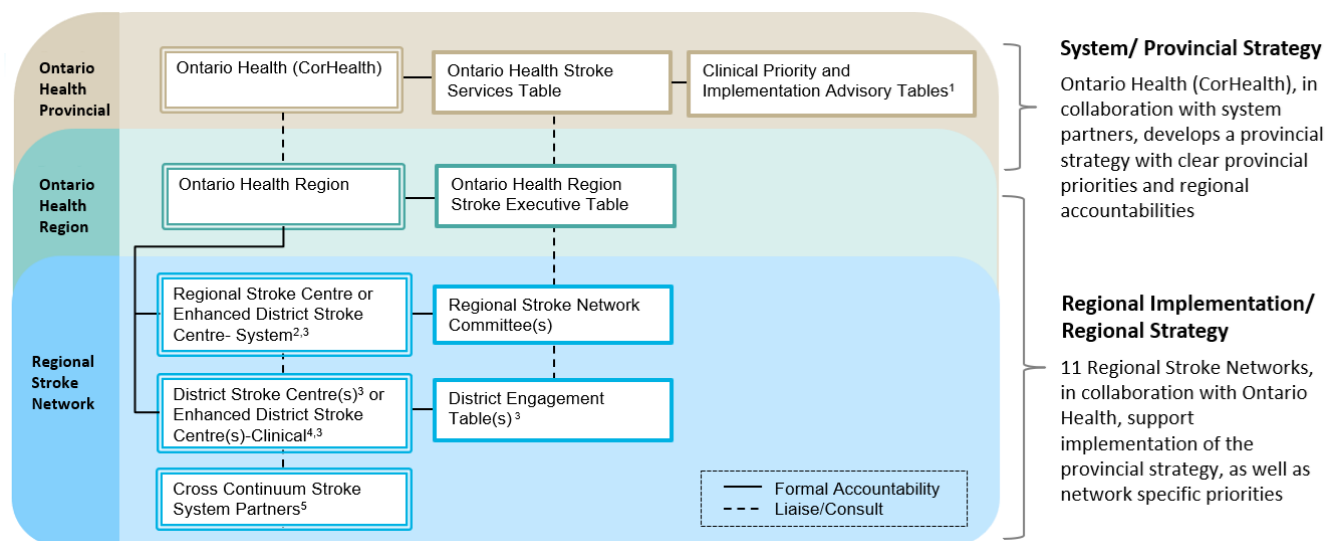 Ontario
Health
Provincial
Ontario Health (CorHealth)
Ontario Health Stroke
Services Table
Clinical Priority and
Implementation Advisory Tables¹
Ontario
Health
Region
Ontario Health Region
Ontario Health Region
Stroke Executive Table
Regional
Stroke
Network
Regional Stroke Centre or
Enhanced District Stroke
Centre- System²,³
Regional Stroke Network
Committee(s)
District Stroke Centre(s)³ or
Enhanced District Stroke
Centre(s)-Clinical⁴,³
District Engagement
Table(s) ³
Cross Continuum Stroke
System Partners⁵
Formal Accountability
Liaise/Consult
System/ Provincial Strategy
Ontario Health (CorHealth), in
collaboration with system
partners, develops a provincial
strategy with clear provincial
priorities and regional
accountabilities
Regional Implementation/
Regional Strategy
11 Regional Stroke Networks,
in collaboration with Ontario
Health, support
implementation of the
provincial strategy, as well as
network specific priorities